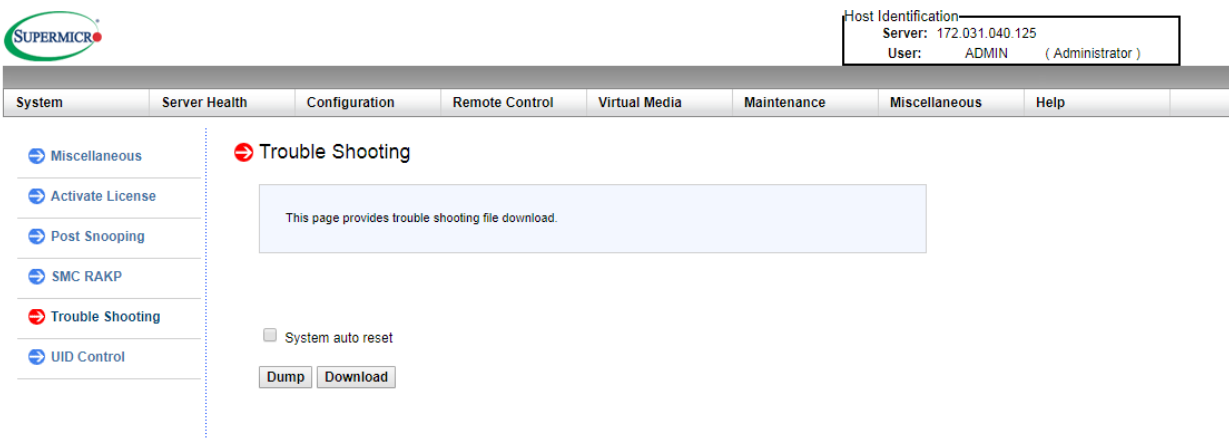 SUPERMICR
Host Identification
Server: 172.031.040.125
User: ADMIN ( Administrator )
System Server Health Configuration Remote Control Virtual Media Maintenance Miscellaneous Help
Miscellaneous
Activate License
Post Snooping
SMC RAKP
Trouble Shooting
UID Control
Trouble Shooting
This page provides trouble shooting file download.
System auto reset
Dump Download